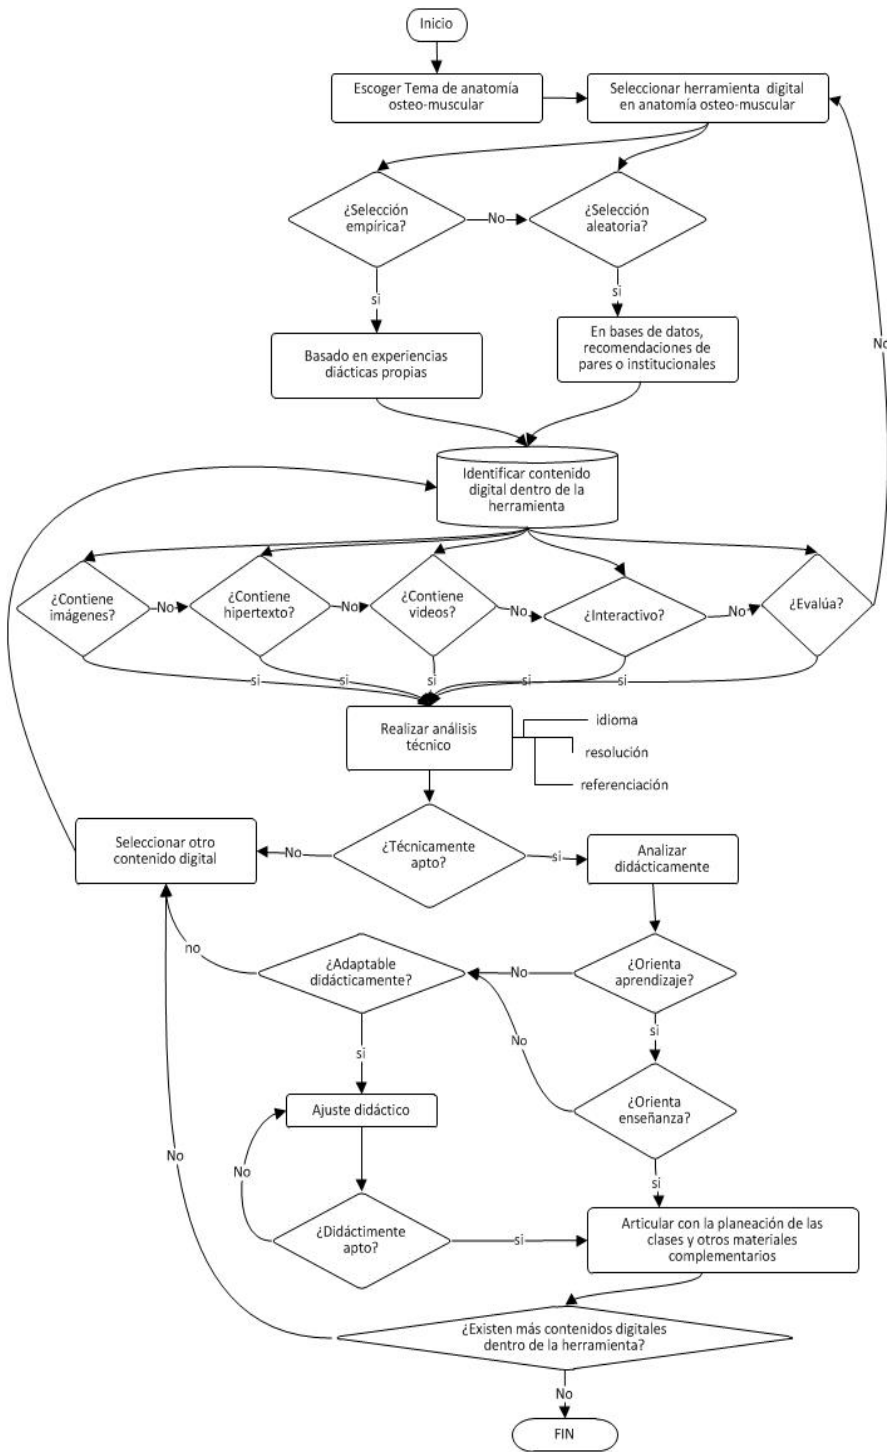 Inicio
Escoger Tema de anatomía
osteo-muscular
Seleccionar herramienta digital
en anatomía osteo-muscular
¿Selección
empírica?
No
¿Selección
aleatoria?
si
si
Basado en experiencias
diácticas propias
En bases de datos,
recomendaciones de
pares o institucionales
No
Identificar contenido
digital dentro de la
herramienta
¿Contiene
imágenes?
No
¿Contiene
hipertexto?
No
¿Contiene
videos?
No
¿Interactivo?
No
¿Evalúa?
si
si
si
si
si
Realizar análisis
técnico
idioma
resolución
referenciación
Seleccionar otro
contenido digital
No
¿Técnicamente
apto?
si
Analizar
didácticamente
no
¿Adaptable
didácticamente?
No
¿Orienta
aprendizaje?
si
No
si
Ajuste didáctico
¿Orienta
enseñanza?
No
No
si
¿Didáctimente
apto?
si
Articular con la planeación de las
clases y otros materiales
complementarios
¿Existen más contenidos digitales
dentro de la herramienta?
No
FIN